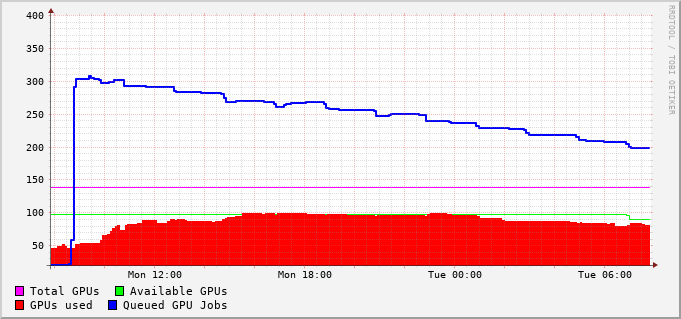 RRDTOOL / TOBI OETIKER
400
350
300
250
200
150
100
50
Mon 12:00 Mon 18:00 Tue 00:00 Tue 06:00
Total GPUs Available GPUs
GPUs used Queued GPU Jobs